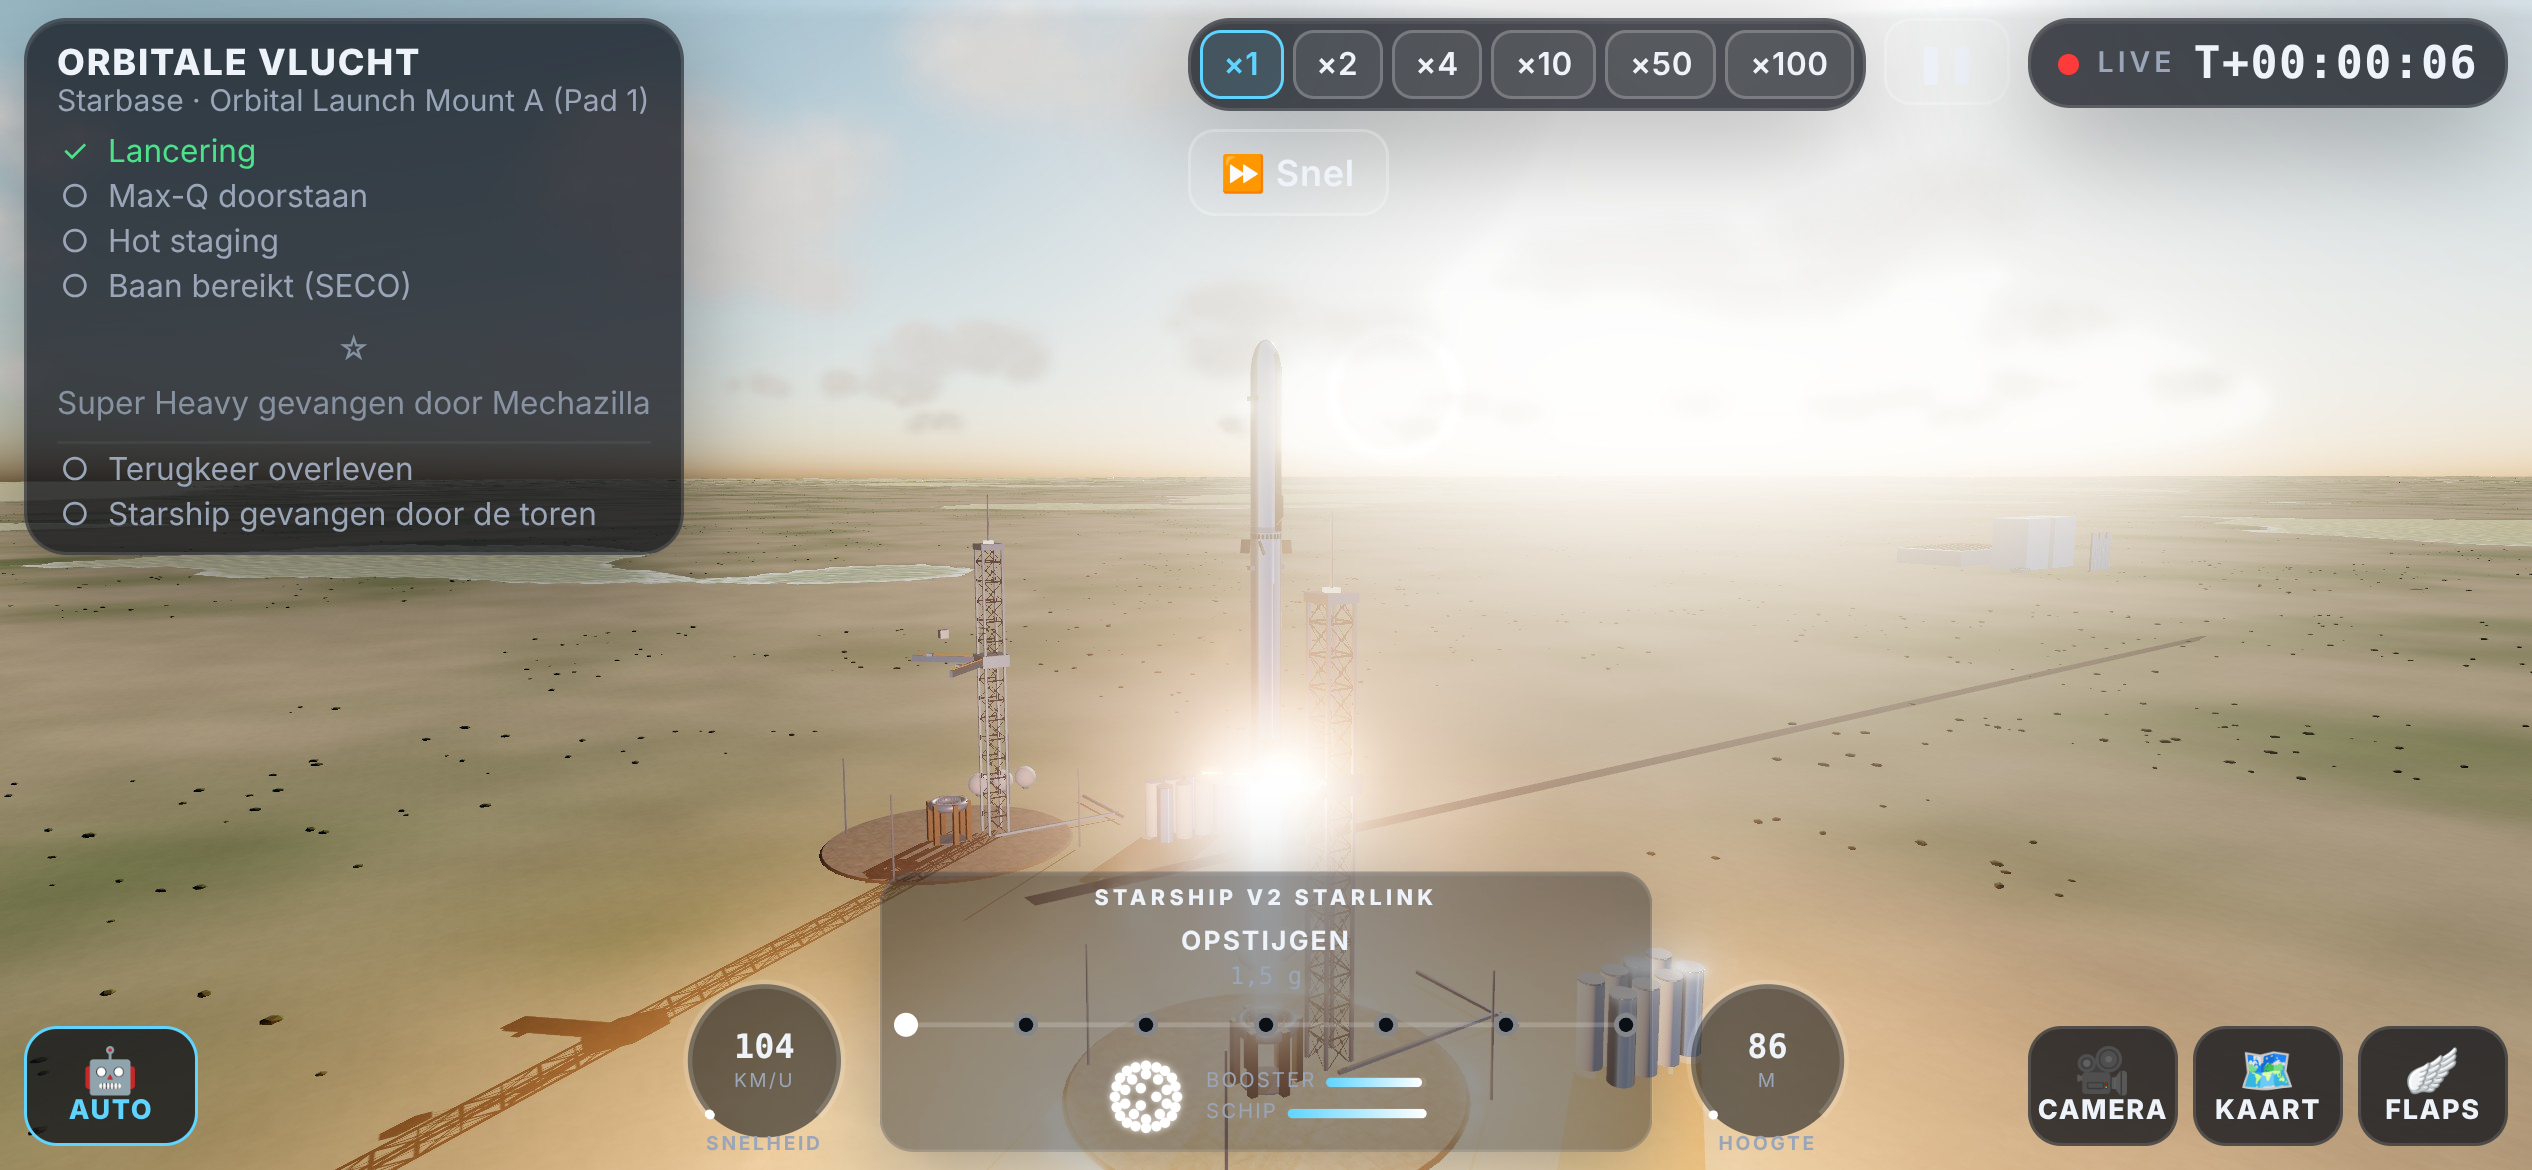 ORBITALE VLUCHT
Starbase · Orbital Launch Mount A (Pad 1)
✓ Lancering
Max-Q doorstaan
Hot staging
Baan bereikt (SECO)
☆
Super Heavy gevangen door Mechazilla
Terugkeer overleven
Starship gevangen door de toren
×1 ×2 ×4 ×10 ×50 ×100
LIVE T+00:00:06
Snel
STARSHIP V2 STARLINK
OPSTIJGEN
1,5 g
BOOSTER
SCHIP
104
KM/U
SNELHEID
86
M
HOOGTE
AUTO
CAMERA
KAART
FLAPS